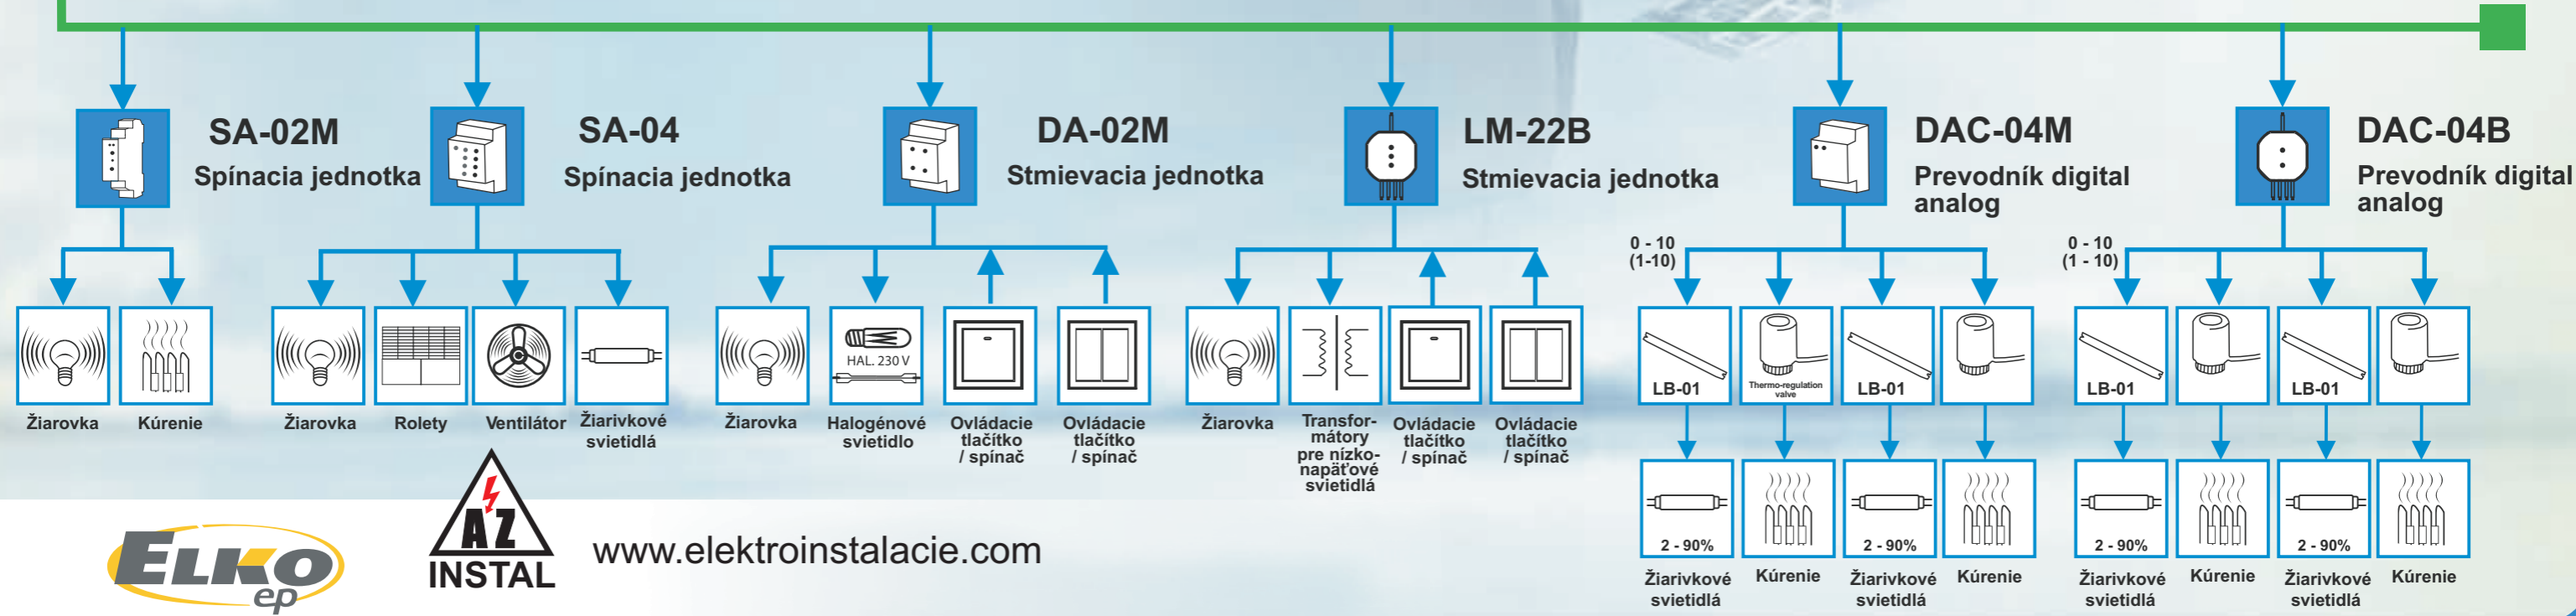 SA-02M
Spínacia jednotka
SA-04
Spínacia jednotka
DA-02M
Stmievacia jednotka
LM-22B
Stmievacia jednotka
DAC-04M
Prevodník digital
analog
DAC-04B
Prevodník digital
analog
Žiarovka
Kúrenie
Žiarovka
Rolety
Ventilátor
Žiarivkové
svietidlá
Žiarovka
HAL. 230 V
Halogénové
svietidlo
Ovládacie
tlačítko
/ spínač
Ovládacie
tlačítko
/ spínač
Žiarovka
Transfor-
mátory
pre nízko-
napäťové
svietidlá
Ovládacie
tlačítko
/ spínač
Ovládacie
tlačítko
/ spínač
0 - 10
(1-10)
LB-01
Thermo-regulation
valve
LB-01
2 - 90%
Žiarivkové
svietidlá
Kúrenie
2 - 90%
Žiarivkové
svietidlá
Kúrenie
0 - 10
(1 - 10)
LB-01
LB-01
2 - 90%
Žiarivkové
svietidlá
Kúrenie
2 - 90%
Žiarivkové
svietidlá
Kúrenie
ELKO
ep
AZ
INSTAL
www.elektroinstalacie.com